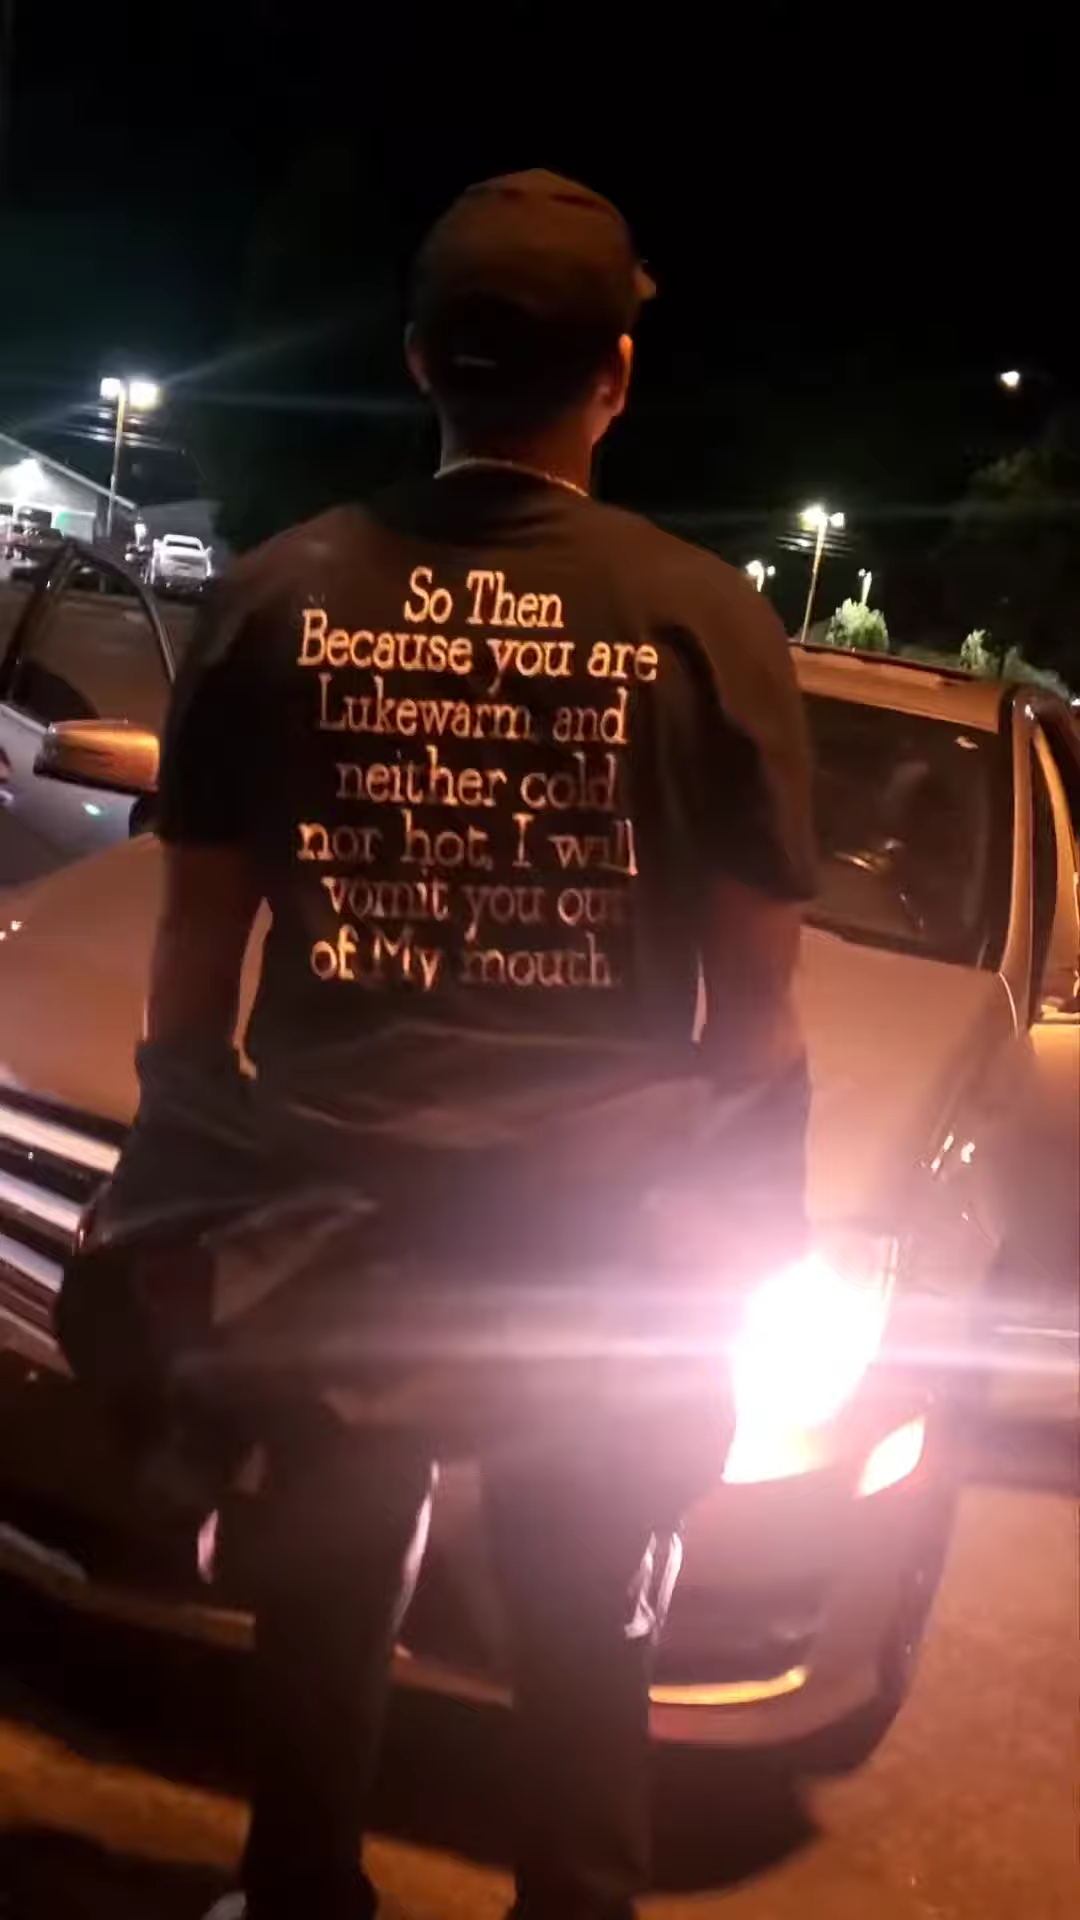 So Then
Because you are
Lukewarm and
neither cold
nor hot, I will
vomit you out
of My mouth.